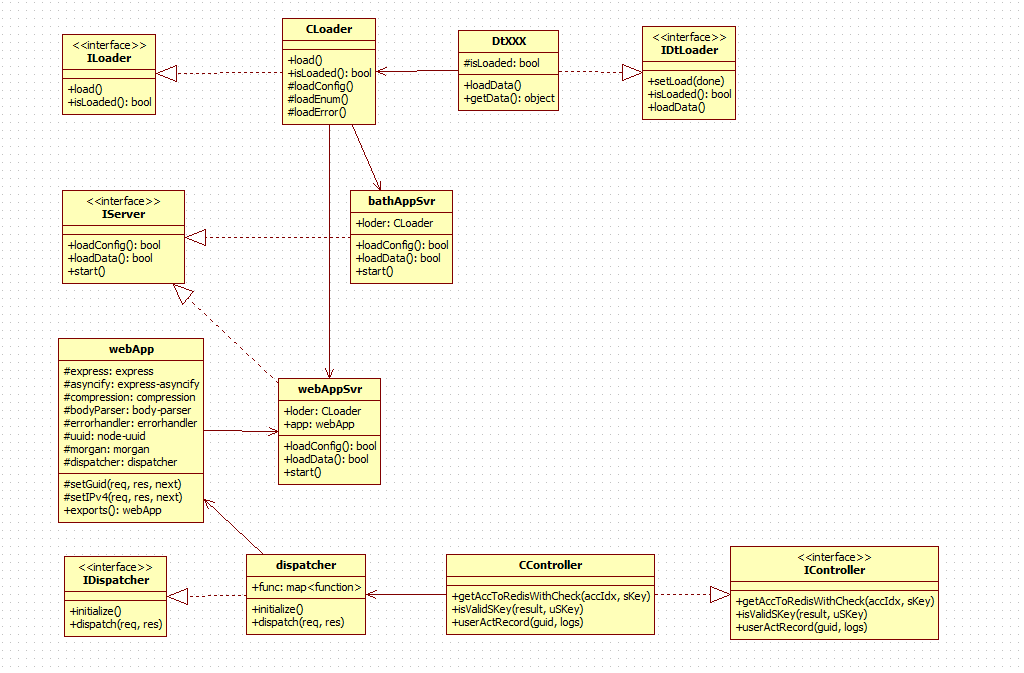 <<interface>>
ILoader
+load()
+isLoaded(): bool
CLoader
+load()
+isLoaded(): bool
#loadConfig()
#loadEnum()
#loadError()
DtXXX
#isLoaded: bool
+loadData()
+getData(): object
<<interface>>
IDtLoader
+setLoad(done)
+isLoaded(): bool
+loadData()
<<interface>>
IServer
+loadConfig(): bool
+loadData(): bool
+start()
bathAppSvr
+loder: CLoader
+loadConfig(): bool
+loadData(): bool
+start()
webApp
#express: express
#asyncify: express-asyncify
#compression: compression
#bodyParser: body-parser
#errorhandler: errorhandler
#uuid: node-uuid
#morgan: morgan
#dispatcher: dispatcher
#setGuid(req, res, next)
#setIPv4(req, res, next)
+exports(): webApp
webAppSvr
+loder: CLoader
+app: webApp
+loadConfig(): bool
+loadData(): bool
+start()
<<interface>>
IDispatcher
+initialize()
+dispatch(req, res)
dispatcher
+func: map<function>
+initialize()
+dispatch(req, res)
CController
+getAccToRedisWithCheck(accIdx, sKey)
+isValidSKey(result, uSKey)
+userActRecord(guid, logs)
<<interface>>
IController
+getAccToRedisWithCheck(accIdx, sKey)
+isValidSKey(result, uSKey)
+userActRecord(guid, logs)